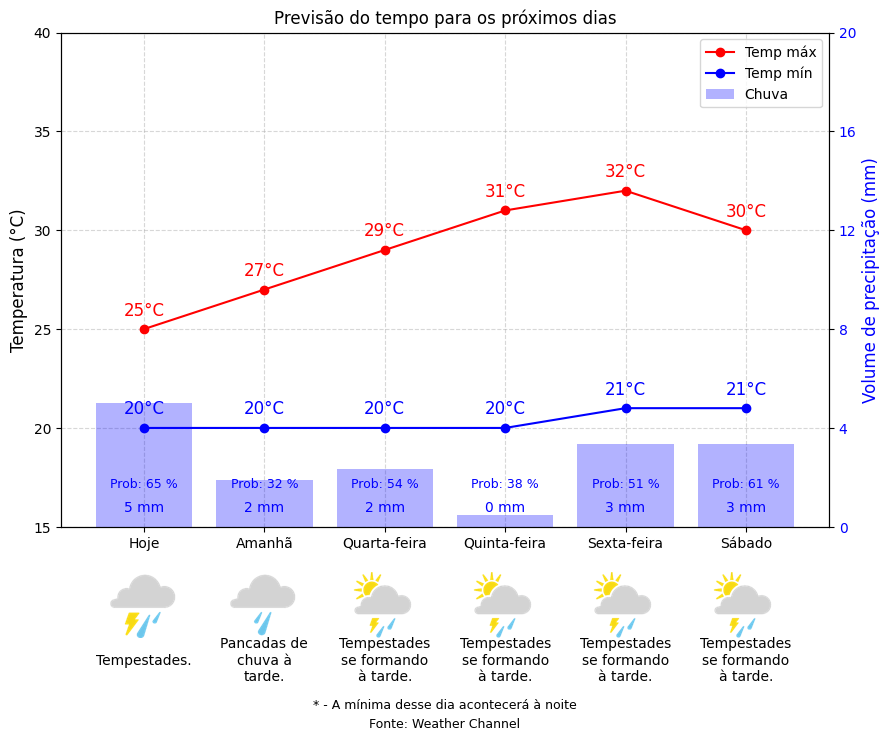 Previsão do tempo para os próximos dias
40
35
30
25
20
15
Temperatura (°C)
20
16
12
8
4
0
Volume de precipitação (mm)
Temp máx
Temp mín
Chuva
25°C
27°C
29°C
31°C
32°C
30°C
20°C
20°C
20°C
20°C
21°C
21°C
Prob: 65 %
Prob: 32 %
Prob: 54 %
Prob: 38 %
Prob: 51 %
Prob: 61 %
5 mm
2 mm
2 mm
0 mm
3 mm
3 mm
Hoje
Amanhã
Quarta-feira
Quinta-feira
Sexta-feira
Sábado
Tempestades.
Pancadas de
chuva à
tarde.
Tempestades
se formando
à tarde.
Tempestades
se formando
à tarde.
Tempestades
se formando
à tarde.
Tempestades
se formando
à tarde.
* - A mínima desse dia acontecerá à noite
Fonte: Weather Channel